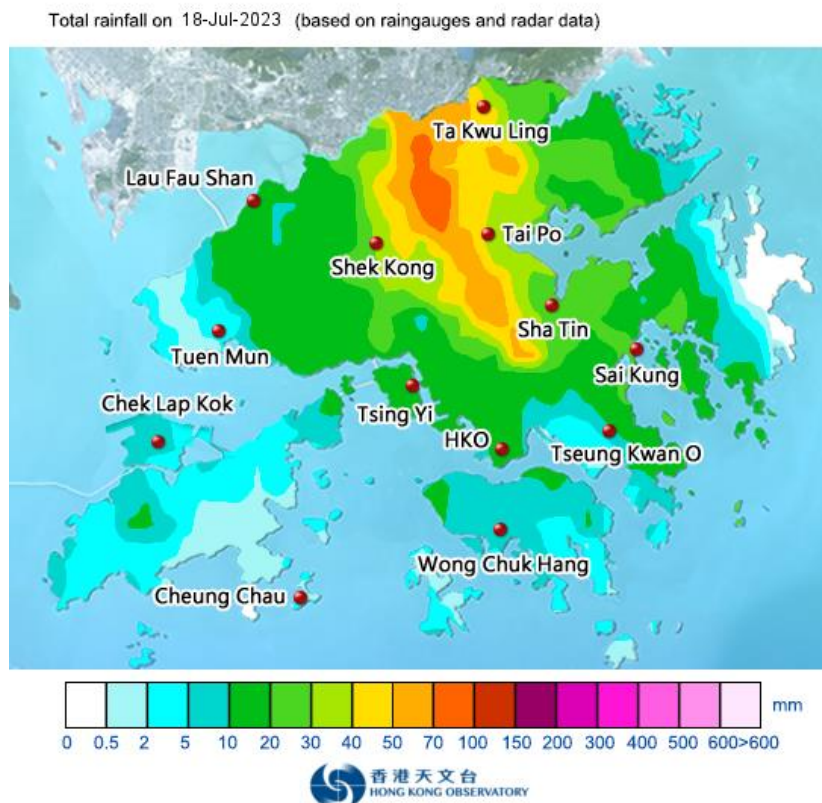 Total rainfall on 18-Jul-2023 (based on raingauges and radar data)
Ta Kwu Ling
Lau Fau Shan
Tai Po
Shek Kong
Sha Tin
Tuen Mun
Sai Kung
Chek Lap Kok
Tsing Yi
HKO
Tseung Kwan O
Wong Chuk Hang
Cheung Chau
mm
0 0.5 2 5 10 20 30 40 50 70 100 150 200 300 400 500 600>600
香港天文台
HONG KONG OBSERVATORY